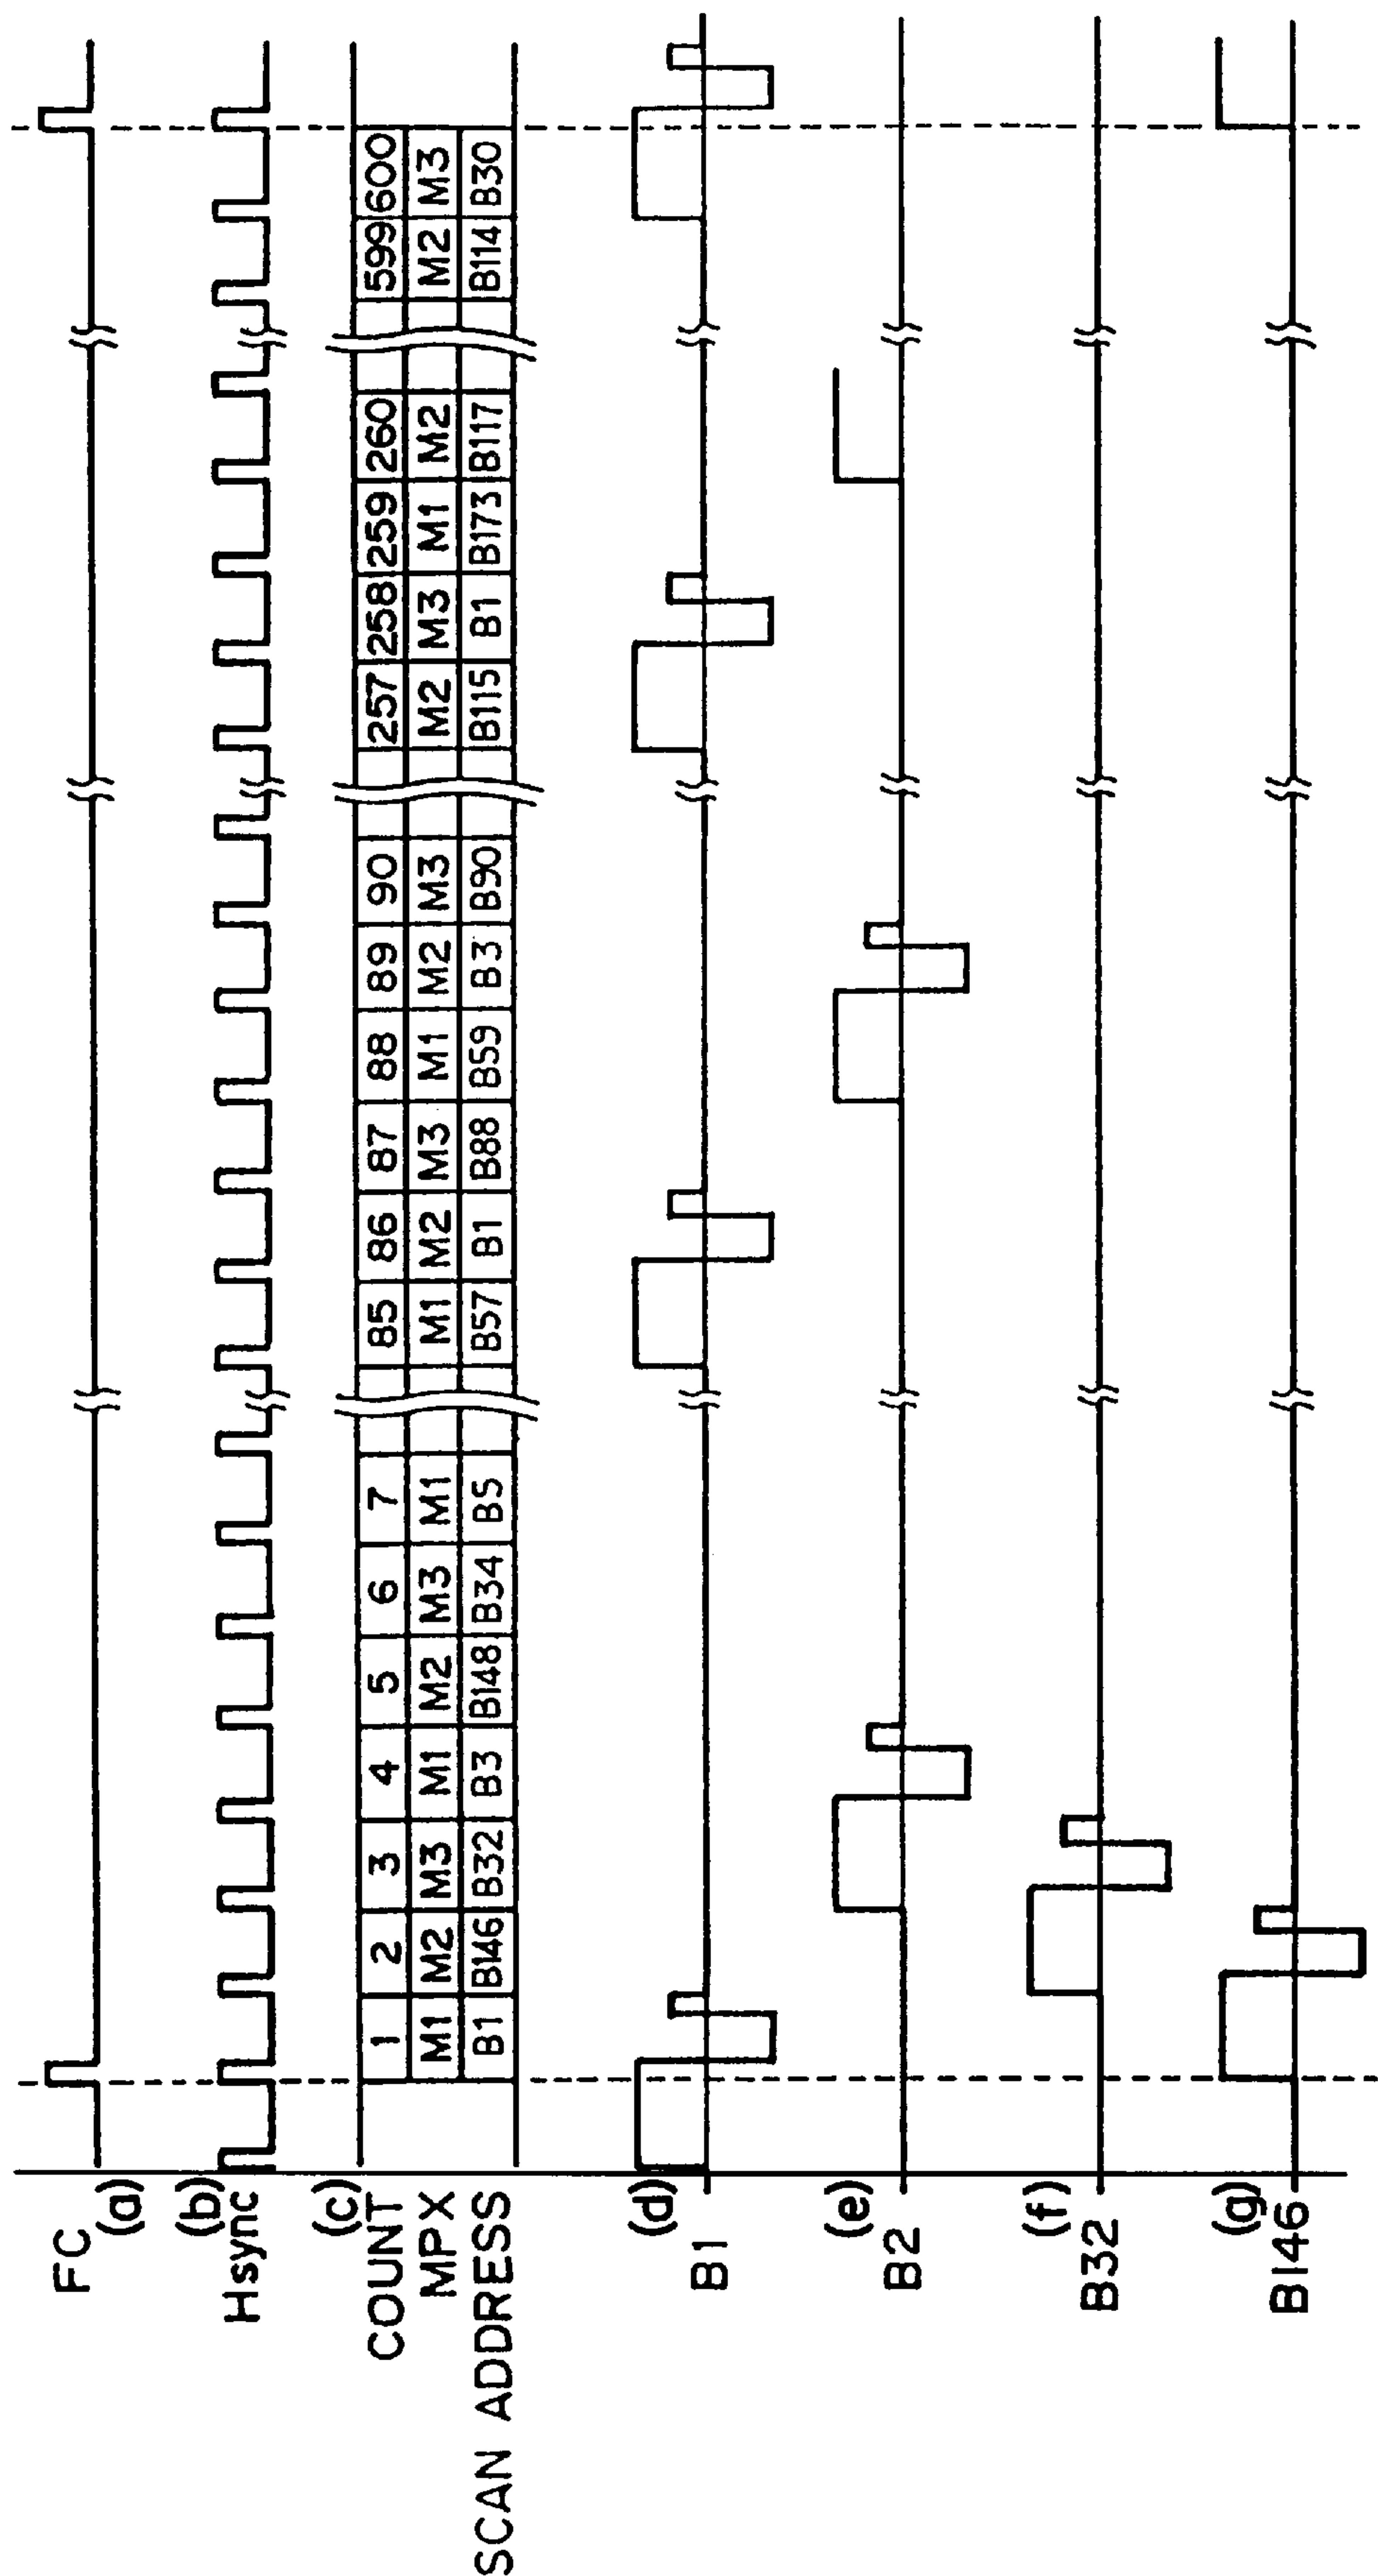 FC
(a)
(b)
Hsync
(c)
COUNT 1 2 3 4 5 6 7 85 86 87 88 89 90 257 258 259 260 599 600
MPX M1 M2 M3 M1 M2 M3 M1 M1 M2 M3 M1 M2 M3 M2 M3 M1 M2 M2 M3
SCAN ADDRESS B1 B146 B32 B3 B148 B34 B5 B57 B1 B88 B59 B3 B90 B115 B1 B173 B117 B114 B30
(d)
B1
(e)
B2
(f)
B32
(g)
B146